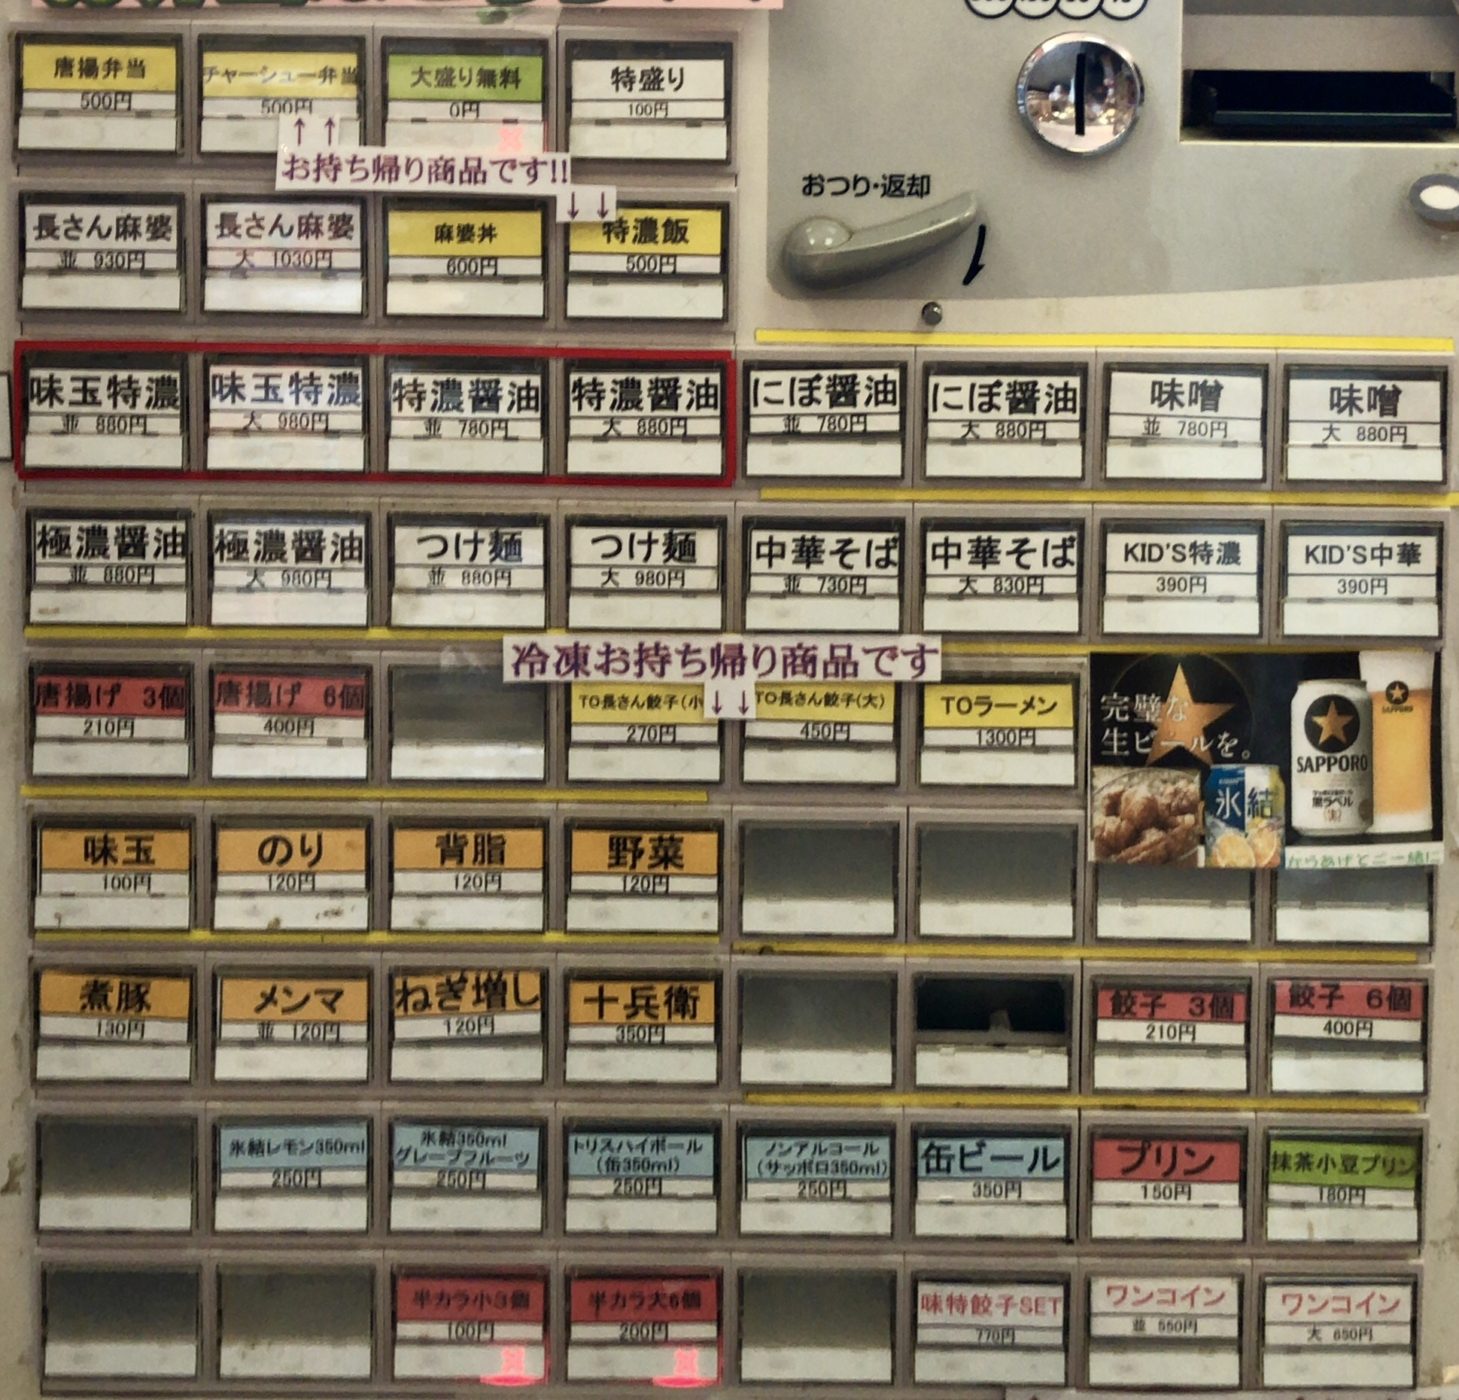 唐揚弁当
500円
チャーシュー弁当
500円
大盛り無料
0円
特盛り
100円
↑ ↑
お持ち帰り商品です!!
↓ ↓
おつり・返却
長さん麻婆
並 930円
長さん麻婆
大 1030円
麻婆丼
600円
特濃飯
500円
味玉特濃
並 880円
味玉特濃
大 980円
特濃醤油
並 780円
特濃醤油
大 880円
にぼ醤油
並 780円
にぼ醤油
大 880円
味噌
並 780円
味噌
大 880円
極濃醤油
並 880円
極濃醤油
大 980円
つけ麺
並 880円
つけ麺
大 980円
中華そば
並 730円
中華そば
大 830円
KID'S特濃
390円
KID'S中華
390円
冷凍お持ち帰り商品です
↓ ↓
唐揚げ 3個
210円
唐揚げ 6個
400円
TO長さん餃子(小
270円
TO長さん餃子(大)
450円
TOラーメン
1300円
完璧な
生ビールを。
SAPPORO
SAPPORO
黒ラベル
氷結
からあげとご一緒に
味玉
100円
のり
120円
背脂
120円
野菜
120円
煮豚
130円
メンマ
並 120円
ねぎ増し
120円
十兵衛
350円
餃子 3個
210円
餃子 6個
400円
氷結レモン350ml
250円
氷結350ml
グレープフルーツ
250円
トリスハイボール
(缶350ml)
250円
ノンアルコール
(サッポロ350ml)
250円
缶ビール
350円
プリン
150円
抹茶小豆プリン
180円
半カラ小3個
100円
半カラ大6個
200円
味特餃子SET
770円
ワンコイン
並 550円
ワンコイン
大 650円